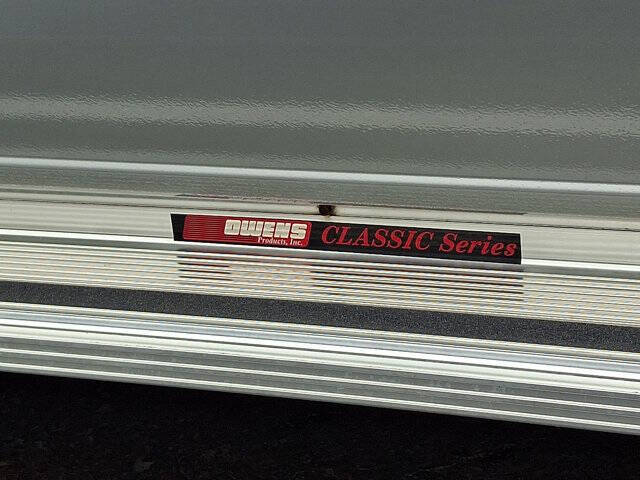 OWENS
Products, Inc.
CLASSIC Series